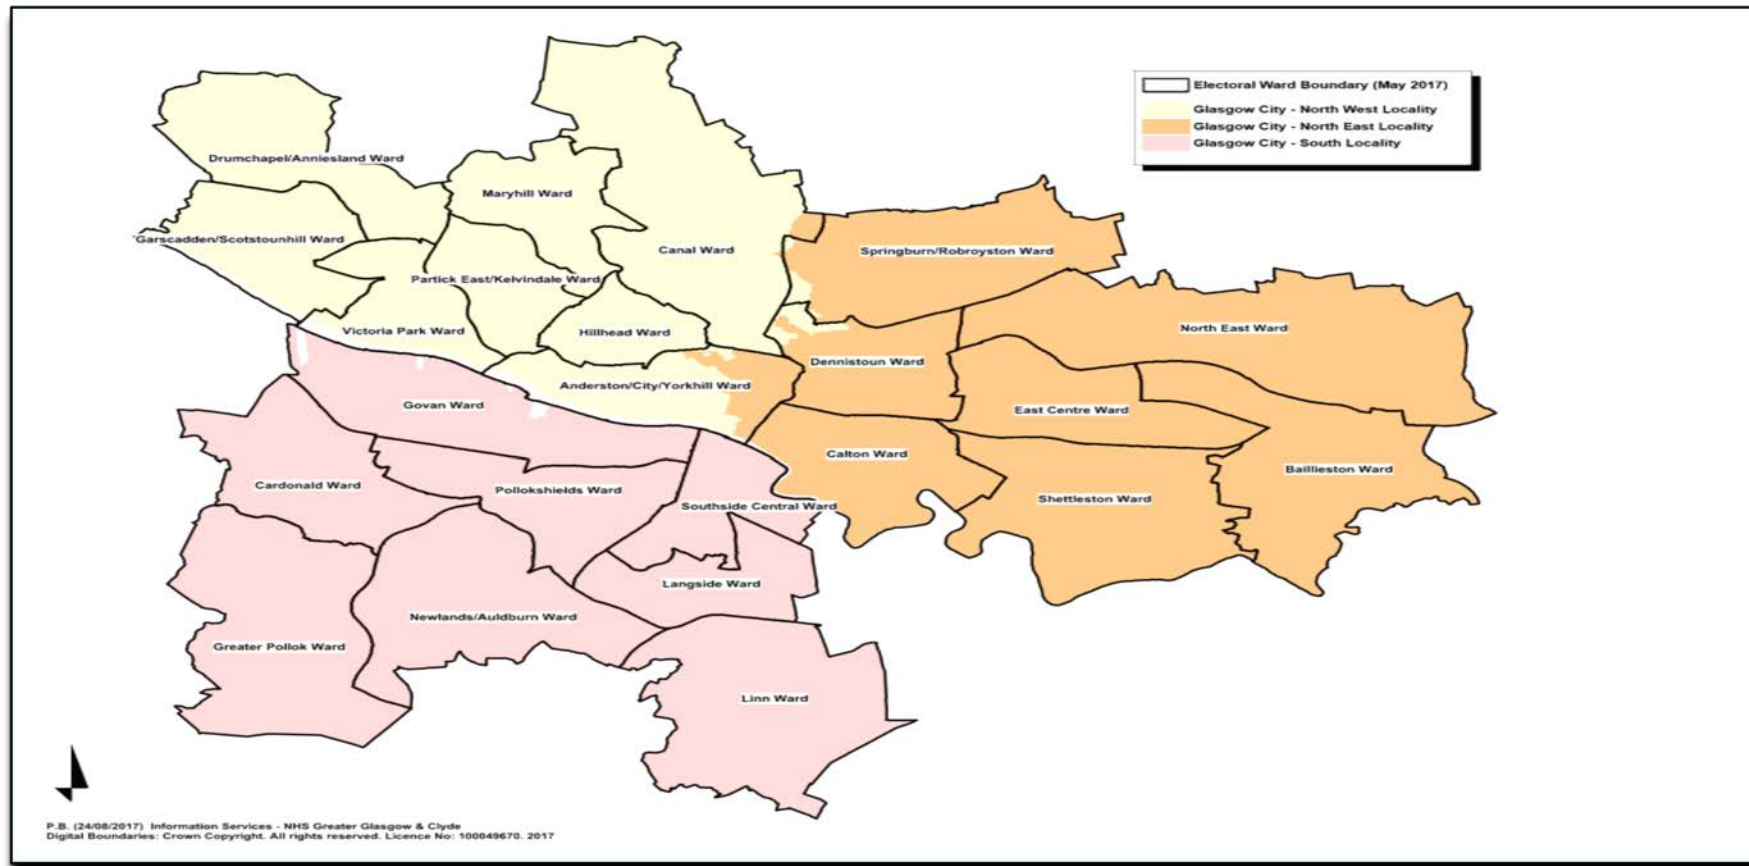 Electoral Ward Boundary (May 2017)
Glasgow City - North West Locality
Glasgow City - North East Locality
Glasgow City - South Locality
Drumchapel/Anniesland Ward
Maryhill Ward
Garscadden/Scotstounhill Ward
Canal Ward
Springburn/Robroyston Ward
Partick East/Kelvindale Ward
Victoria Park Ward
Hillhead Ward
North East Ward
Dennistoun Ward
Anderston/City/Yorkhill Ward
Govan Ward
East Centre Ward
Calton Ward
Baillieston Ward
Cardonald Ward
Pollokshields Ward
Shettleston Ward
Southside Central Ward
Langside Ward
Newlands/Auldburn Ward
Greater Pollok Ward
Linn Ward
P.B. (24/08/2017) Information Services - NHS Greater Glasgow & Clyde
Digital Boundaries: Crown Copyright. All rights reserved. Licence No: 100049670. 2017